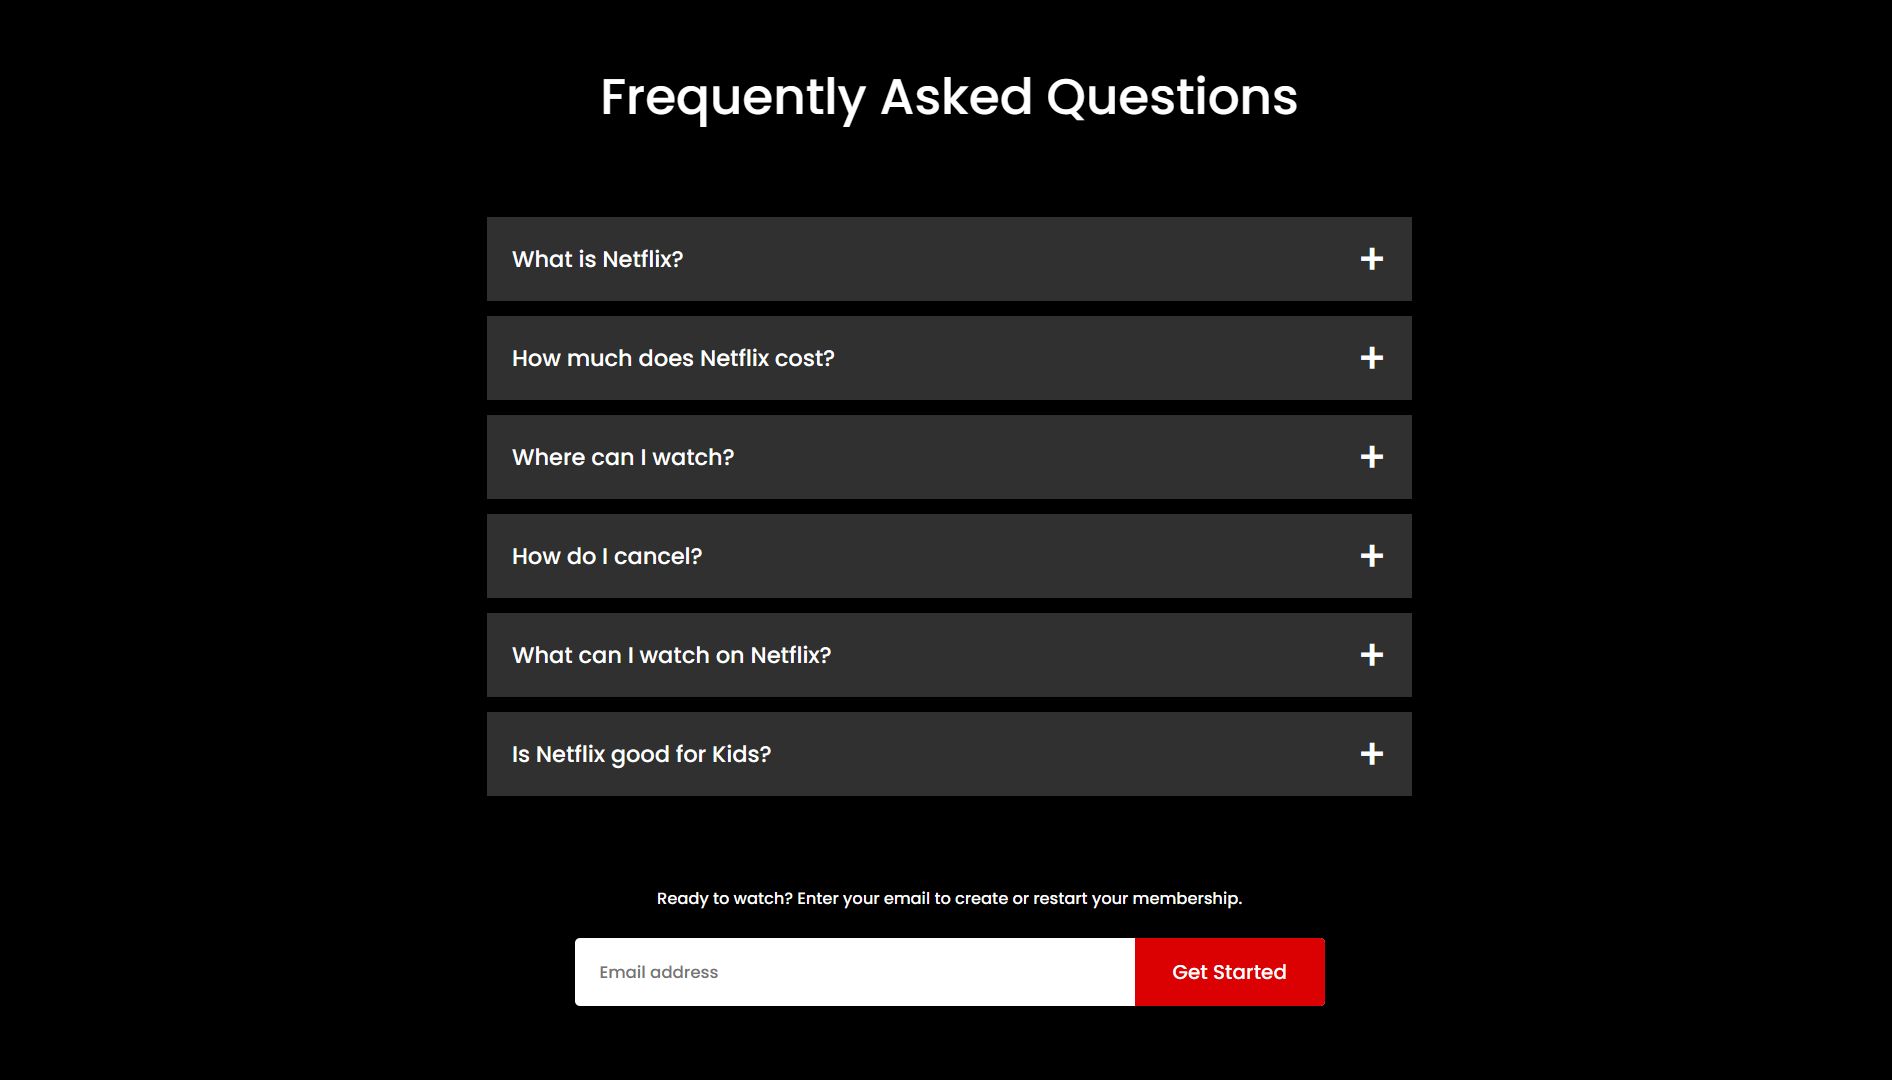 Frequently Asked Questions
What is Netflix?
How much does Netflix cost?
Where can I watch?
How do I cancel?
What can I watch on Netflix?
Is Netflix good for Kids?
Ready to watch? Enter your email to create or restart your membership.
Email address
Get Started